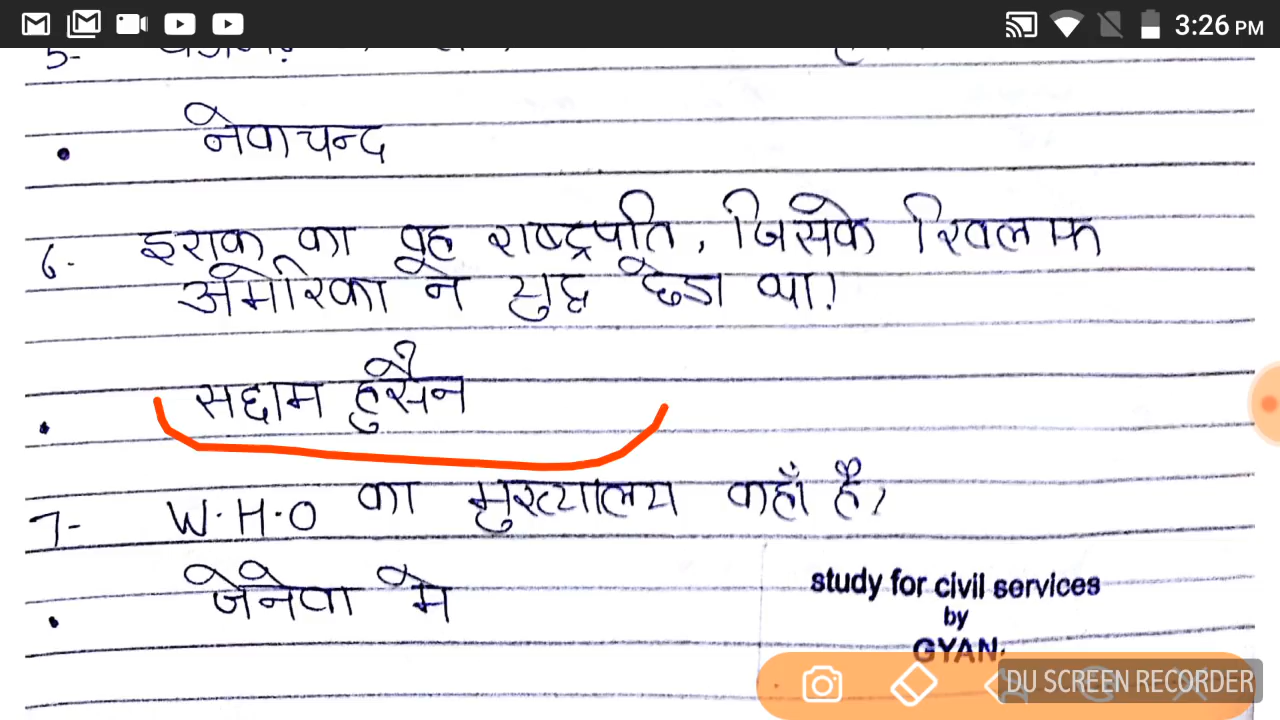 3:26 PM
5-
नेवाचन्द
6- इराक का वह राष्ट्रपति, जिसके खिलाफ
अमेरिका ने युद्ध छेडा था?
सद्दाम हुसैन
7- W.H.O का मुख्यालय कहाँ है?
जेनेवा मे
study for civil services
by
GYAN
DU SCREEN RECORDER